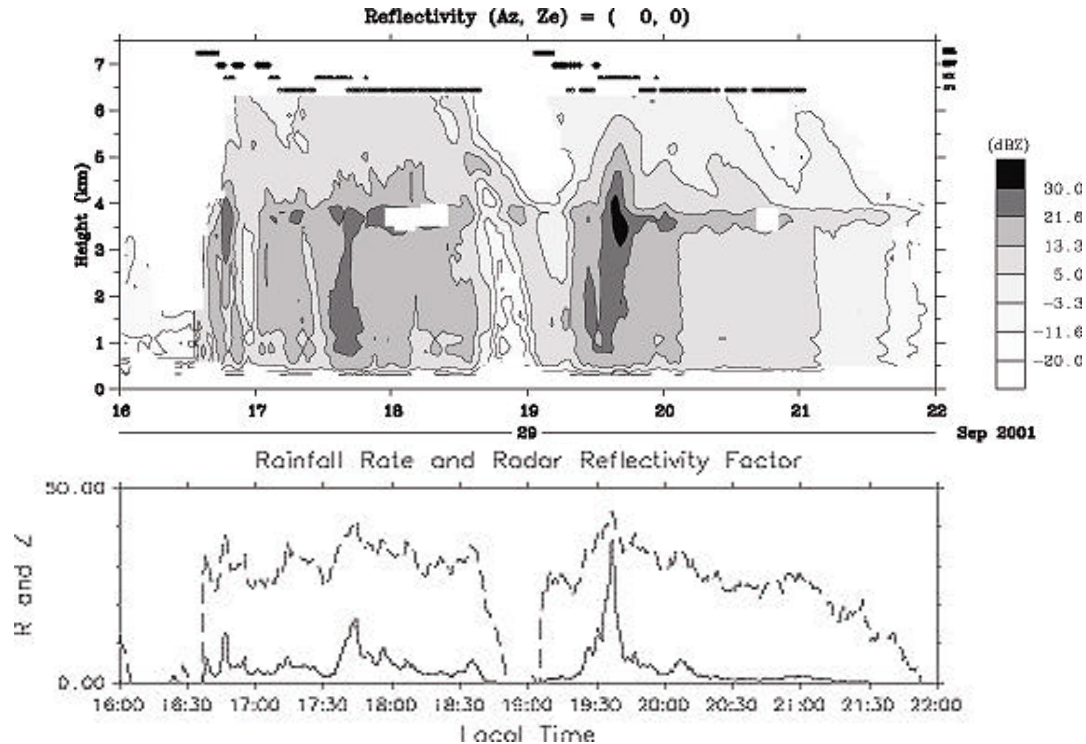 Reflectivity (Az, Ze) = ( 0, 0)
7
6
5
4
3
2
1
0
Height (km)
16 17 18 19 20 21 22
29
Sep 2001
(dBZ)
30.0
21.6
13.3
5.0
-3.3
-11.6
-20.0
Rainfall Rate and Radar Reflectivity Factor
50.00
0.00
R and Z
16:00 16:30 17:00 17:30 18:00 18:30 19:00 19:30 20:00 20:30 21:00 21:30 22:00
Local Time